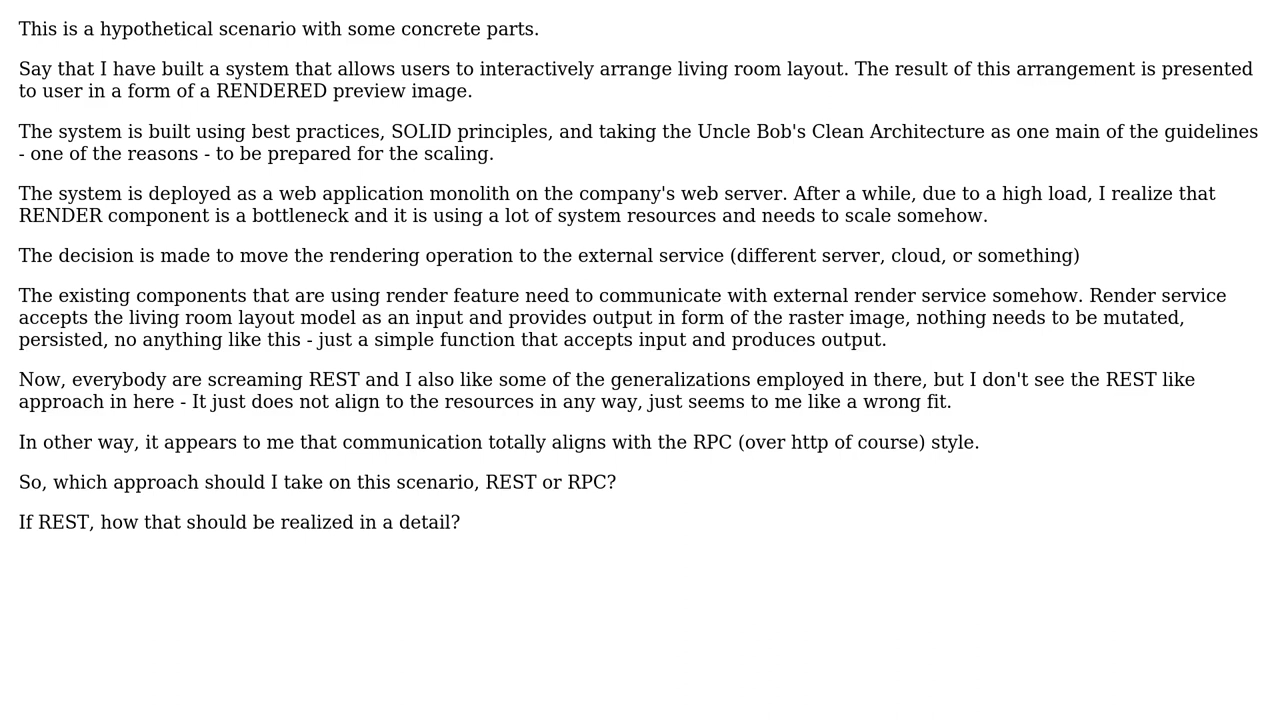 This is a hypothetical scenario with some concrete parts.
Say that I have built a system that allows users to interactively arrange living room layout. The result of this arrangement is presented
to user in a form of a RENDERED preview image.
The system is built using best practices, SOLID principles, and taking the Uncle Bob's Clean Architecture as one main of the guidelines
- one of the reasons - to be prepared for the scaling.
The system is deployed as a web application monolith on the company's web server. After a while, due to a high load, I realize that
RENDER component is a bottleneck and it is using a lot of system resources and needs to scale somehow.
The decision is made to move the rendering operation to the external service (different server, cloud, or something)
The existing components that are using render feature need to communicate with external render service somehow. Render service
accepts the living room layout model as an input and provides output in form of the raster image, nothing needs to be mutated,
persisted, no anything like this - just a simple function that accepts input and produces output.
Now, everybody are screaming REST and I also like some of the generalizations employed in there, but I don't see the REST like
approach in here - It just does not align to the resources in any way, just seems to me like a wrong fit.
In other way, it appears to me that communication totally aligns with the RPC (over http of course) style.
So, which approach should I take on this scenario, REST or RPC?
If REST, how that should be realized in a detail?